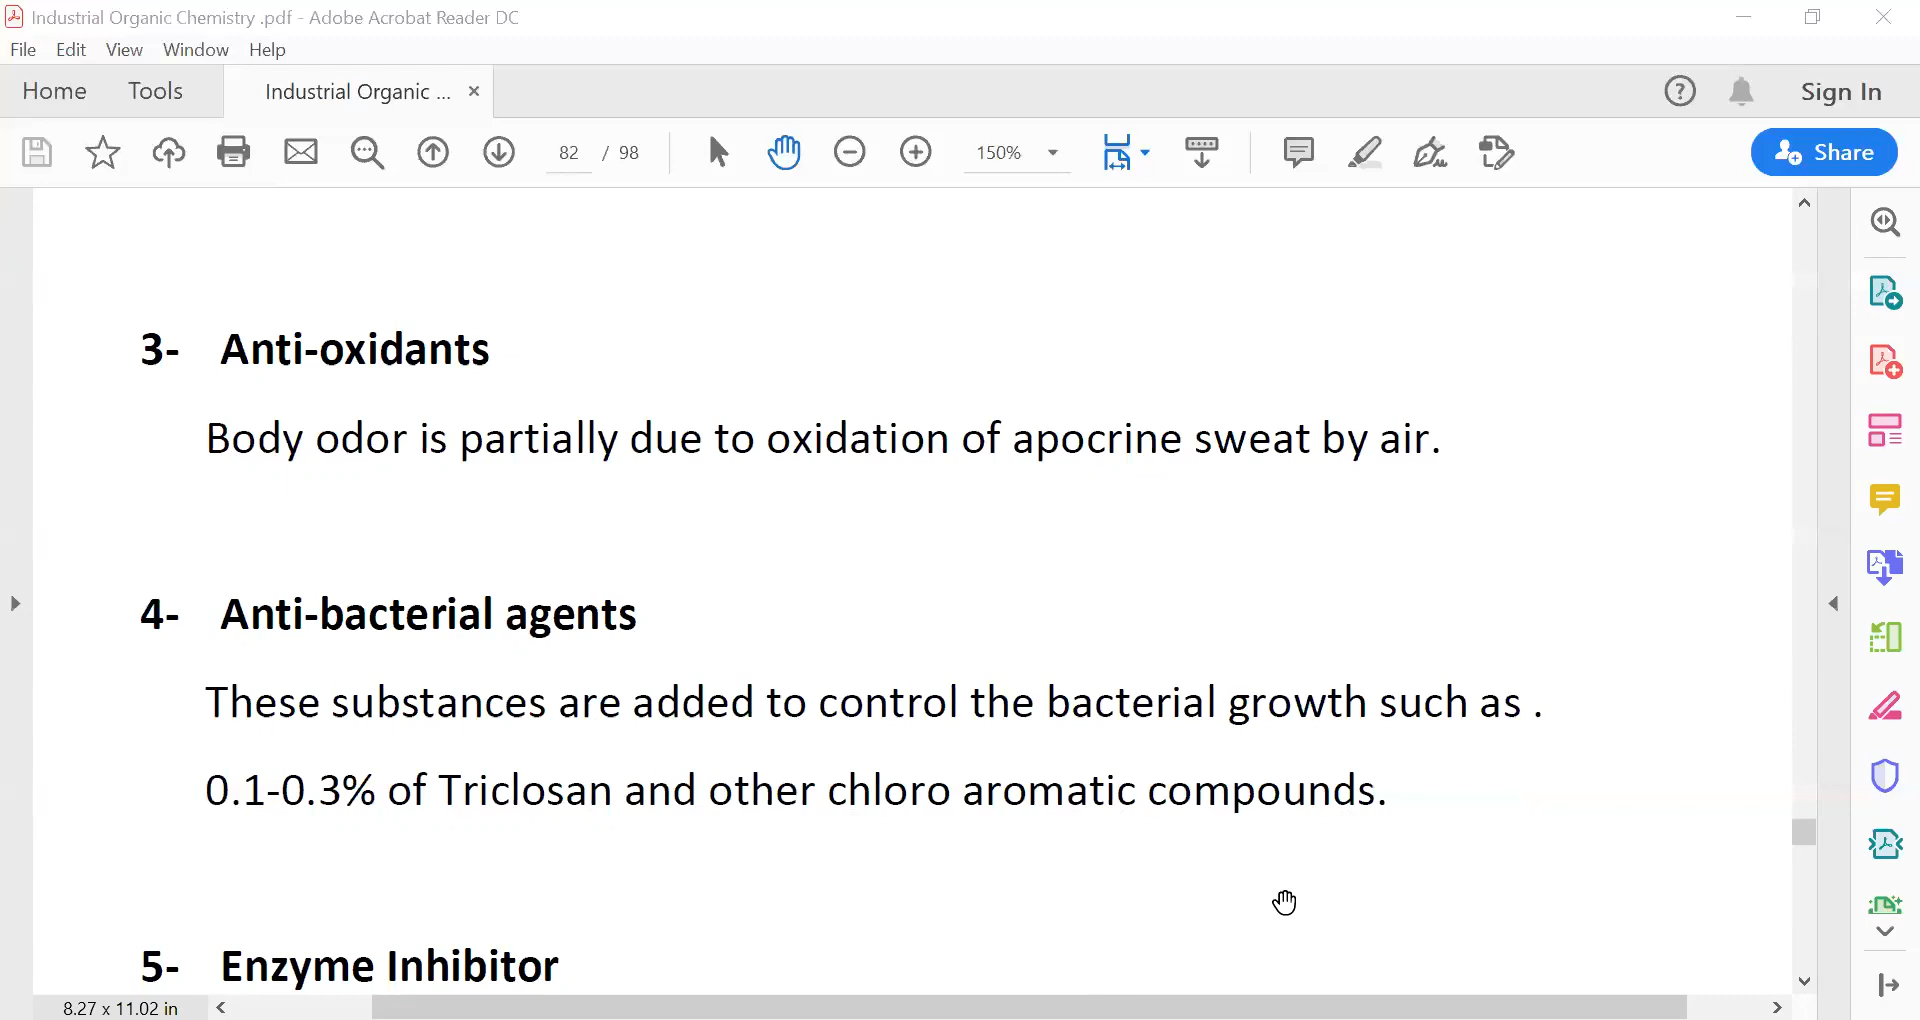 Industrial Organic Chemistry .pdf - Adobe Acrobat Reader DC
File Edit View Window Help
Home Tools Industrial Organic ... × Sign In
82 / 98 150% Share
3- Anti-oxidants
Body odor is partially due to oxidation of apocrine sweat by air.
4- Anti-bacterial agents
These substances are added to control the bacterial growth such as .
0.1-0.3% of Triclosan and other chloro aromatic compounds.
5- Enzyme Inhibitor
8.27 x 11.02 in